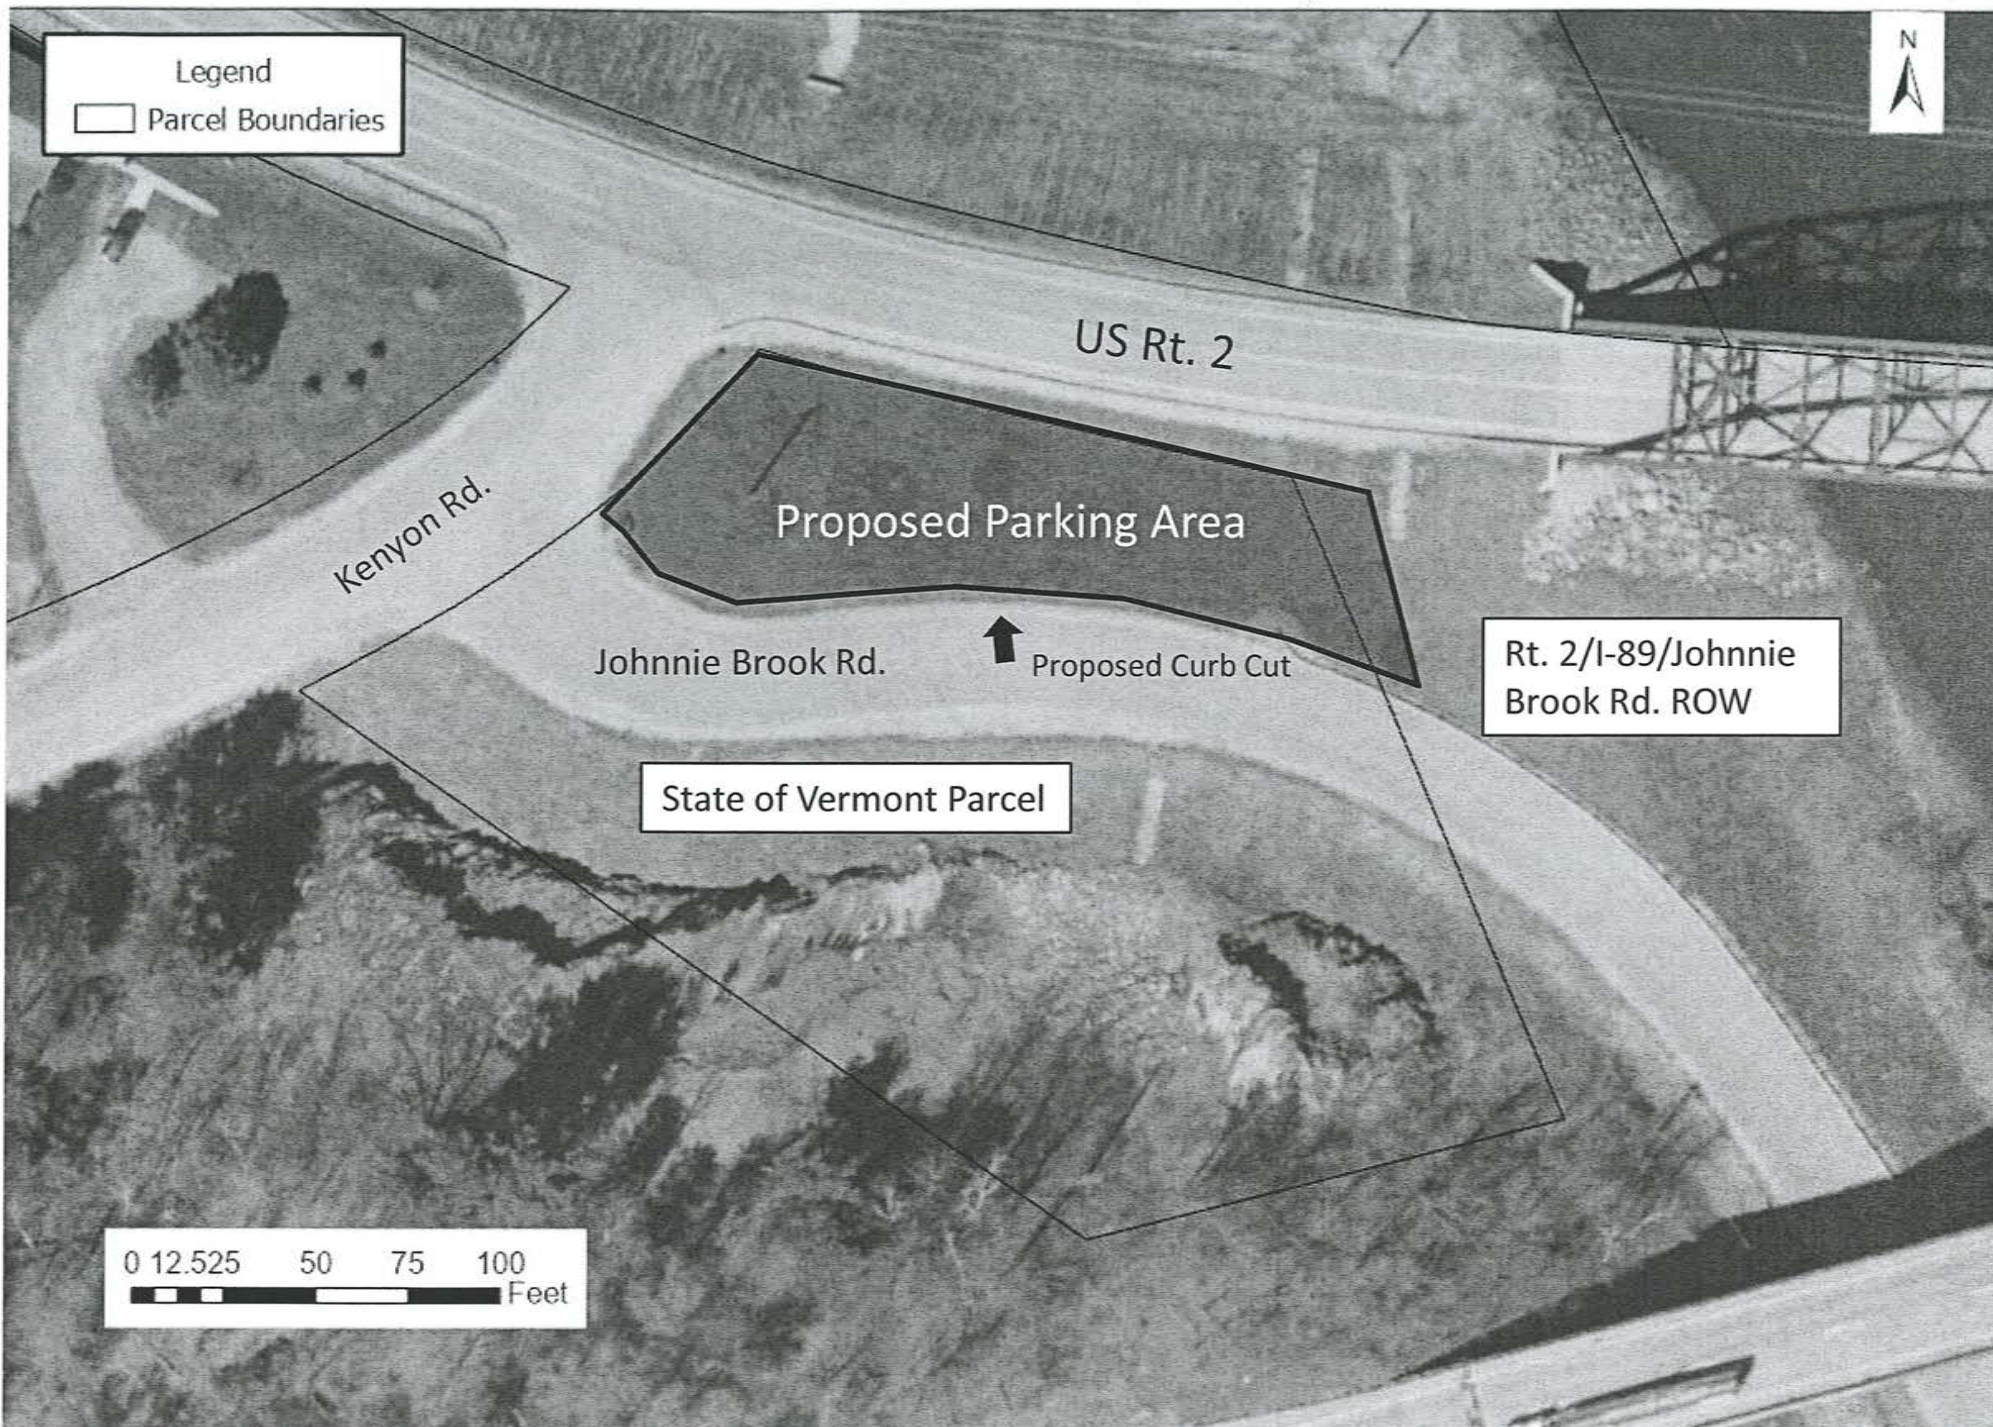 Legend
Parcel Boundaries
N
US Rt. 2
Kenyon Rd.
Proposed Parking Area
Johnnie Brook Rd.
Proposed Curb Cut
Rt. 2/I-89/Johnnie
Brook Rd. ROW
State of Vermont Parcel
0 12.525 50 75 100
Feet